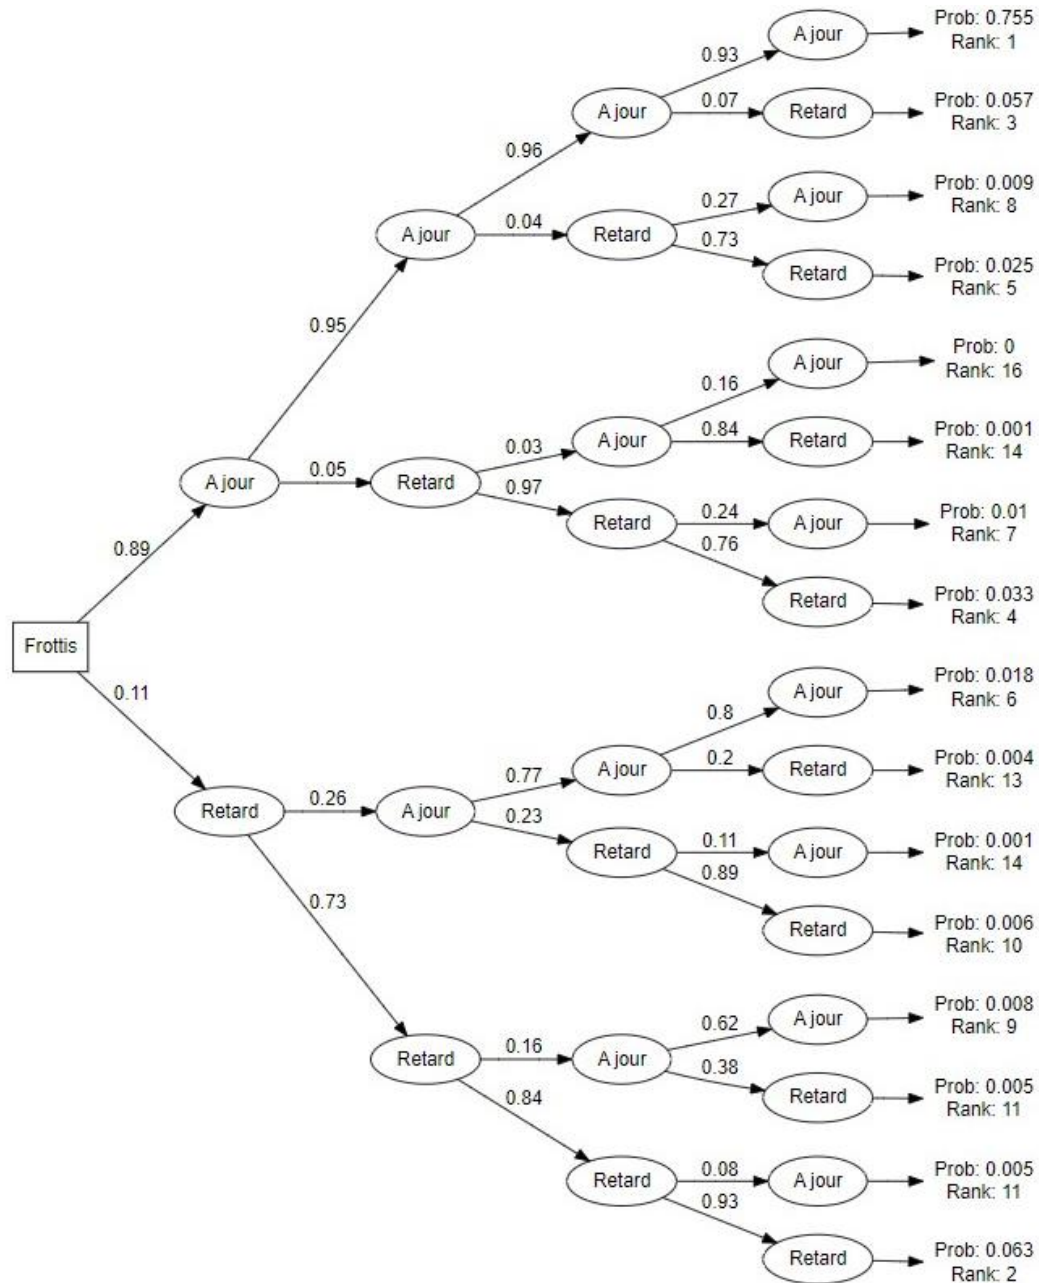 A jour
Prob: 0.755
Rank: 1
0.93
A jour
0.07
Retard
Prob: 0.057
Rank: 3
0.96
A jour
0.04
Retard
0.27
A jour
Prob: 0.009
Rank: 8
0.73
Retard
Prob: 0.025
Rank: 5
0.95
A jour
0.05
Retard
0.03
A jour
0.16
A jour
Prob: 0
Rank: 16
0.84
Retard
Prob: 0.001
Rank: 14
0.97
Retard
0.24
A jour
Prob: 0.01
Rank: 7
0.76
Retard
Prob: 0.033
Rank: 4
0.89
Frottis
0.11
Retard
0.26
A jour
0.77
A jour
0.8
A jour
Prob: 0.018
Rank: 6
0.2
Retard
Prob: 0.004
Rank: 13
0.23
Retard
0.11
A jour
Prob: 0.001
Rank: 14
0.89
Retard
Prob: 0.006
Rank: 10
0.73
Retard
0.16
A jour
0.62
A jour
Prob: 0.008
Rank: 9
0.38
Retard
Prob: 0.005
Rank: 11
0.84
Retard
0.08
A jour
Prob: 0.005
Rank: 11
0.93
Retard
Prob: 0.063
Rank: 2